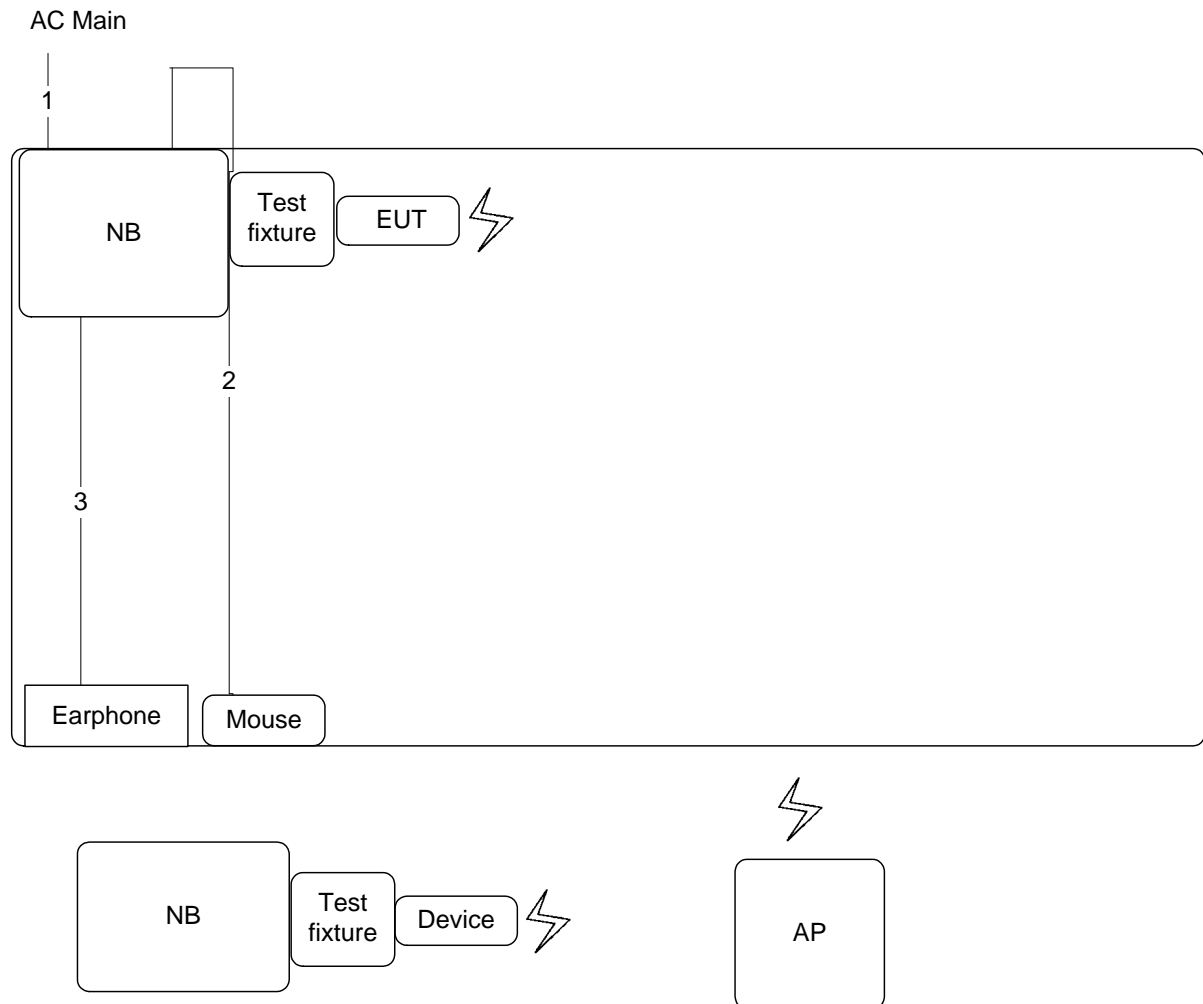 AC Main
1
NB
Test
fixture
EUT
2
3
Earphone
Mouse
NB
Test
fixture
Device
AP